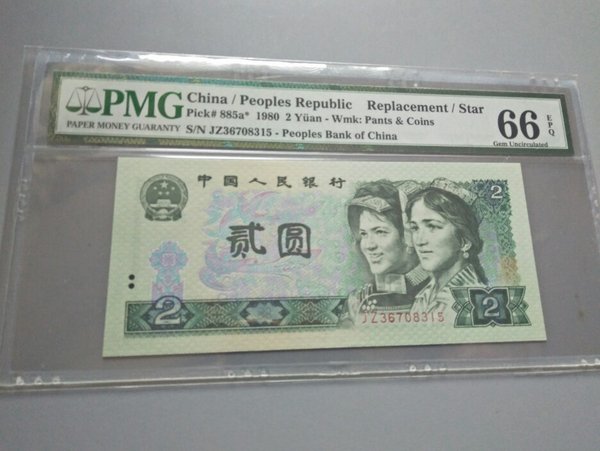 PMG
PAPER MONEY GUARANTY
China / Peoples Republic Replacement / Star
Pick# 885a* 1980 2 Yüan - Wmk: Pants & Coins
S/N JZ36708315 - Peoples Bank of China
66 EPQ
Gem Uncirculated
中国人民银行
贰圆
2
2
2
JZ36708315